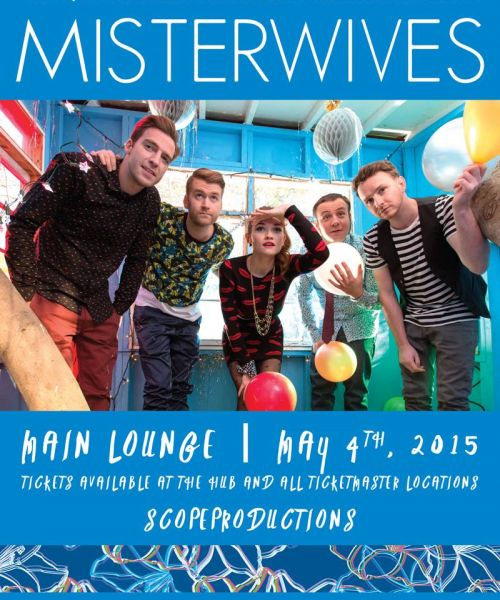 MISTERWIVES
MAIN LOUNGE | MAY 4TH, 2015
TICKETS AVAILABLE AT THE HUB AND ALL TICKETMASTER LOCATIONS
SCOPEPRODUCTIONS